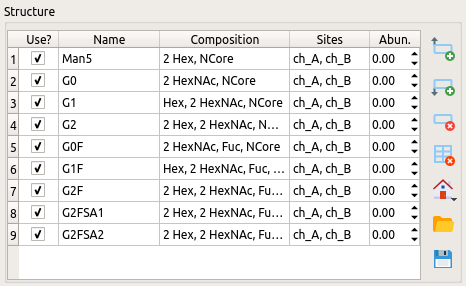 Structure
Use? Name Composition Sites Abun.
1 Man5 2 Hex, NCore ch_A, ch_B 0.00
2 G0 2 HexNAc, NCore ch_A, ch_B 0.00
3 G1 Hex, 2 HexNAc, NCore ch_A, ch_B 0.00
4 G2 2 Hex, 2 HexNAc, N... ch_A, ch_B 0.00
5 G0F 2 HexNAc, Fuc, NCore ch_A, ch_B 0.00
6 G1F Hex, 2 HexNAc, Fuc, ... ch_A, ch_B 0.00
7 G2F 2 Hex, 2 HexNAc, Fu... ch_A, ch_B 0.00
8 G2FSA1 2 Hex, 2 HexNAc, Fu... ch_A, ch_B 0.00
9 G2FSA2 2 Hex, 2 HexNAc, Fu... ch_A, ch_B 0.00